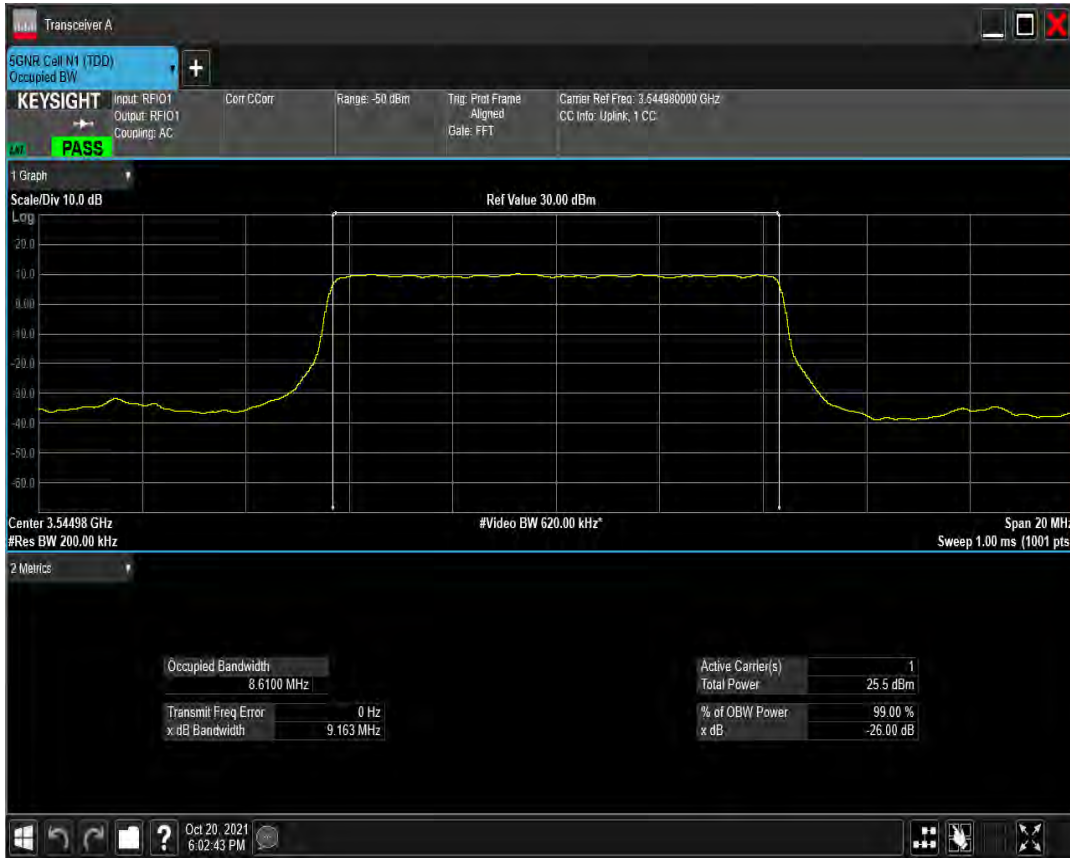 Transceiver A
5GNR Cell N1 (TDD)
Occupied BW
+
KEYSIGHT
Input: RFIO1
Output: RFIO1
Coupling: AC
Corr CCorr
Range: -50 dBm
Trig: Prot Frame
Aligned
Gate: FFT
Carrier Ref Freq: 3.544980000 GHz
CC Info: Uplink, 1 CC
PASS
1 Graph
Scale/Div 10.0 dB
Ref Value 30.00 dBm
Log
20.0
10.0
0.00
-10.0
-20.0
-30.0
-40.0
-50.0
-60.0
Center 3.54498 GHz
#Video BW 620.00 kHz*
Span 20 MHz
#Res BW 200.00 kHz
Sweep 1.00 ms (1001 pts
2 Metrics
Occupied Bandwidth
8.6100 MHz
Transmit Freq Error 0 Hz
x dB Bandwidth 9.163 MHz
Active Carrier(s) 1
Total Power 25.5 dBm
% of OBW Power 99.00 %
x dB -26.00 dB
?
Oct 20, 2021
6:02:43 PM